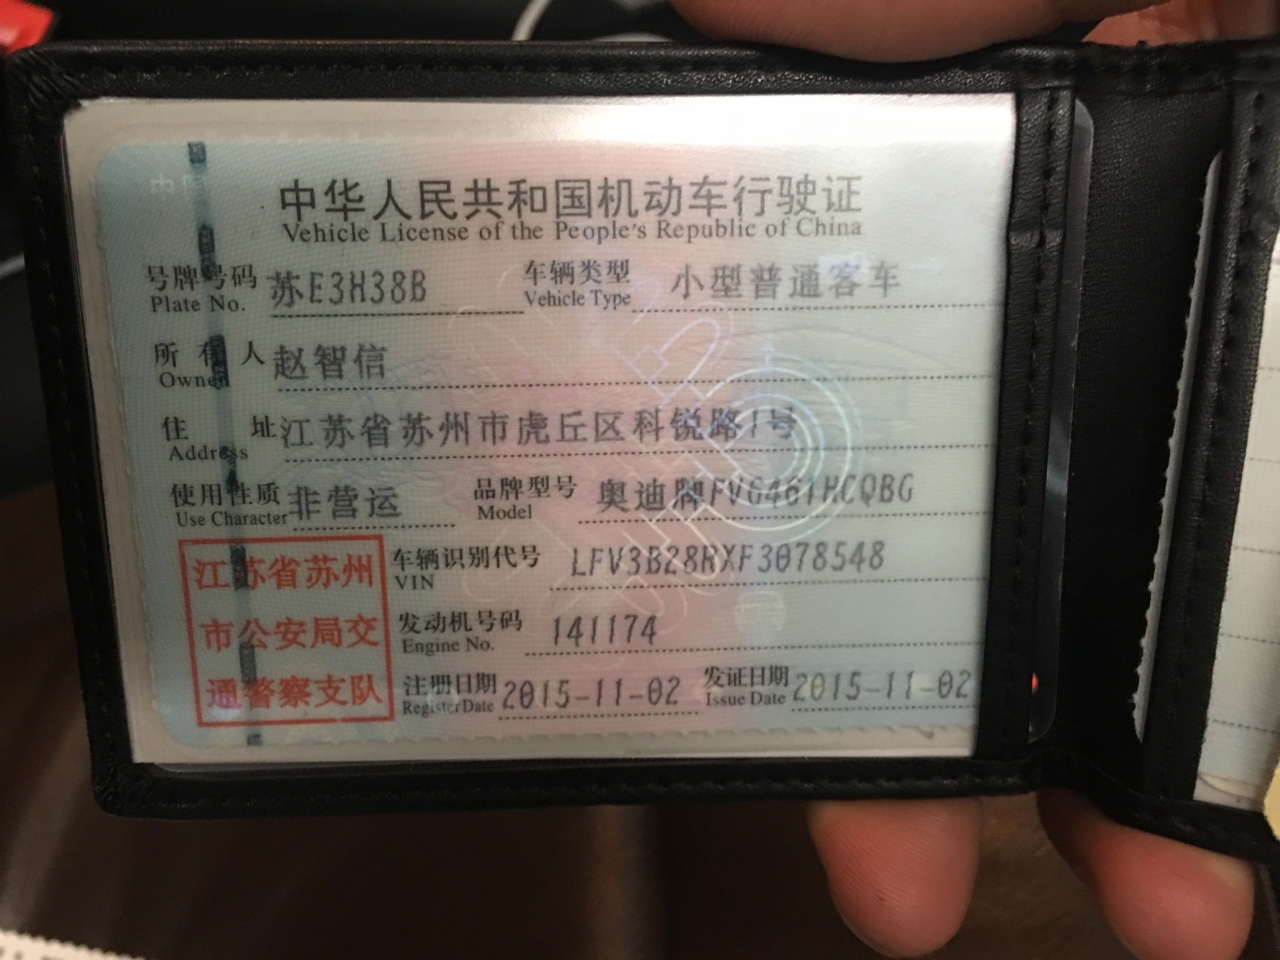 中华人民共和国机动车行驶证
Vehicle License of the People's Republic of China
号牌号码 苏E3H38B 车辆类型 小型普通客车
Plate No. Vehicle Type
所有人 赵智信
Owner
住址 江苏省苏州市虎丘区科锐路1号
Address
使用性质 非营运 品牌型号 奥迪牌FV6461HCQBG
Use Character Model
江苏省苏州 车辆识别代号 LFV3B28RXF3078548
VIN
市公安局交 发动机号码 141174
Engine No.
通警察支队 注册日期 2015-11-02 发证日期 2015-11-02
Register Date Issue Date